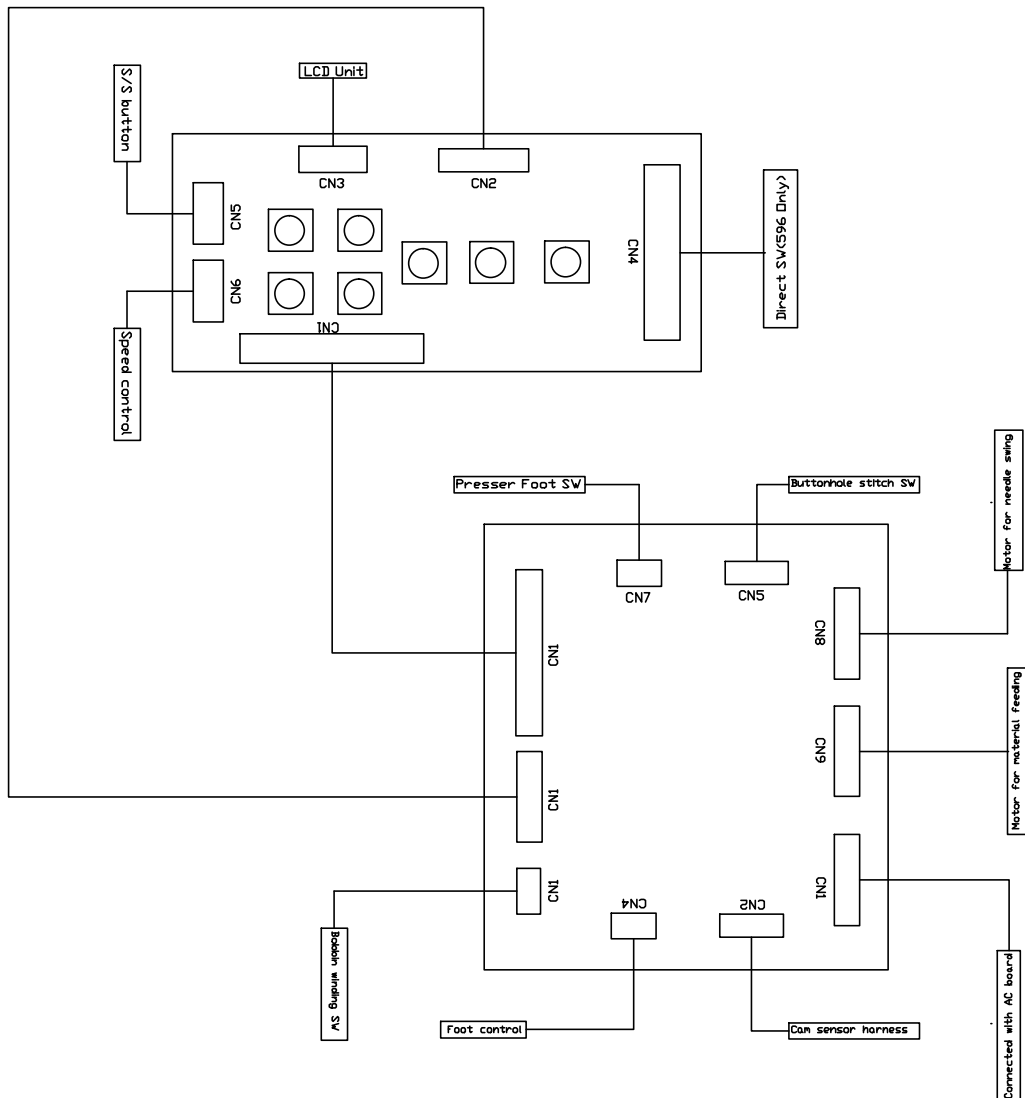 LCD Unit
S/S button
CN3
CN2
CN5
CN4
Direct SW(596 Only)
CN6
CN1
Speed control
Motor for needle swing
Presser Foot SW
Buttonhole stitch SW
CN7
CN5
CN8
CN1
Motor for material feeding
CN9
CN1
CN1
CN1
CN4
CN2
Bobbin winding SW
Foot control
Cam sensor harness
Connected with AC board